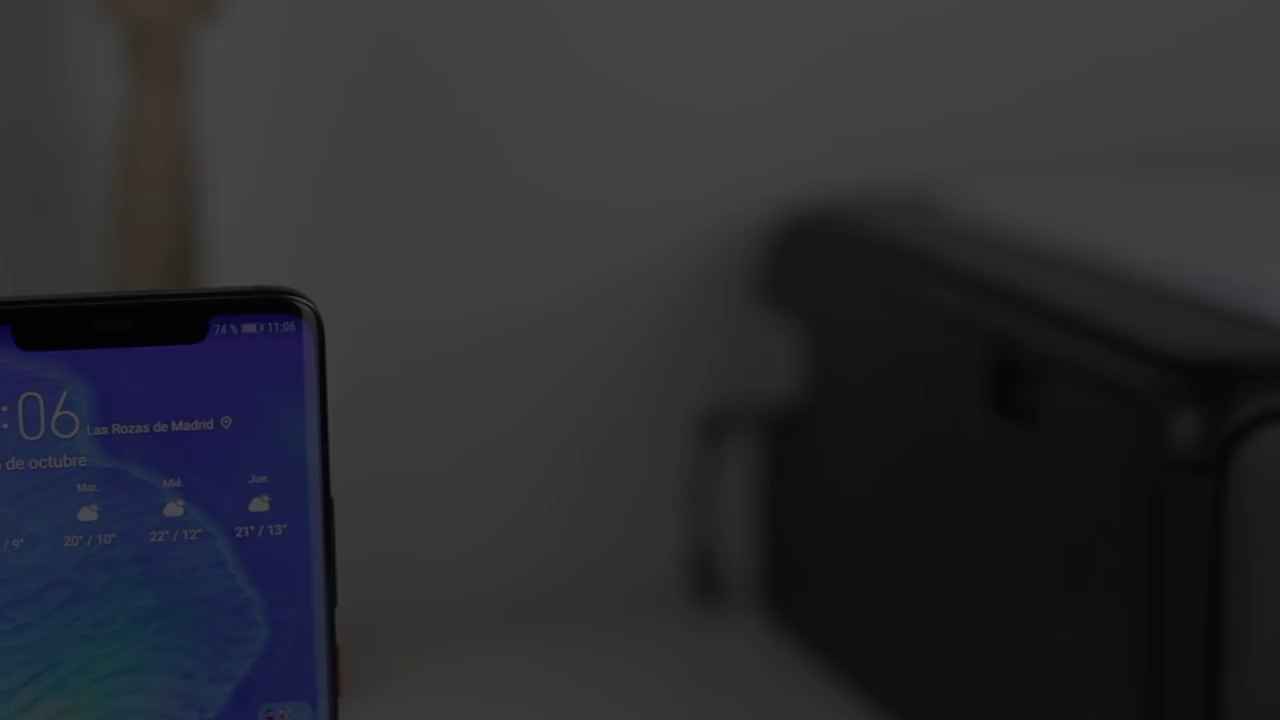 74 % 11:06
:06 Las Rozas de Madrid
de octubre
Mar. Mié. Jue.
/ 9° 20° / 10° 22° / 12° 21° / 13°